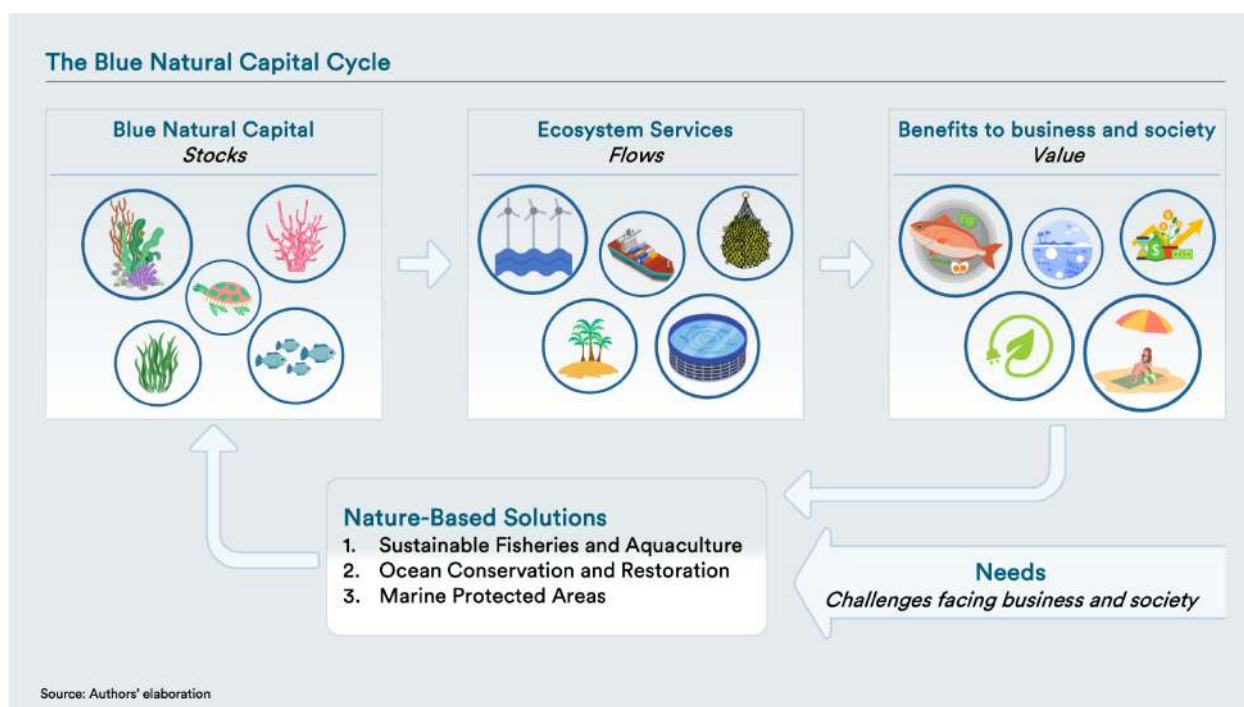 The Blue Natural Capital Cycle
Blue Natural Capital
Stocks
Ecosystem Services
Flows
Benefits to business and society
Value
Nature-Based Solutions
1. Sustainable Fisheries and Aquaculture
2. Ocean Conservation and Restoration
3. Marine Protected Areas
Needs
Challenges facing business and society
Source: Authors' elaboration